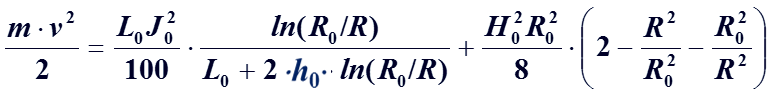 m · v² / 2 = L₀J₀² / 100 · ln(R₀/R) / (L₀ + 2 · h₀ · ln(R₀/R)) + H₀²R₀² / 8 · (2 − R² / R₀² − R₀² / R²)